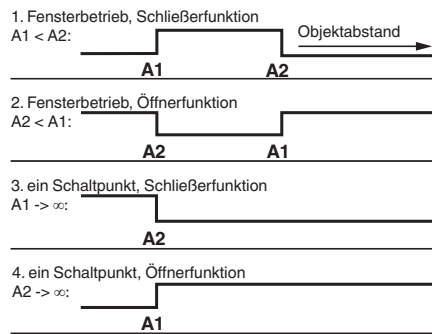 1. Fensterbetrieb, Schließerfunktion
A1 < A2:
Objektabstand
A1
A2
2. Fensterbetrieb, Öffnerfunktion
A2 < A1:
A2
A1
3. ein Schaltpunkt, Schließerfunktion
A1 -> ∞:
A2
4. ein Schaltpunkt, Öffnerfunktion
A2 -> ∞:
A1